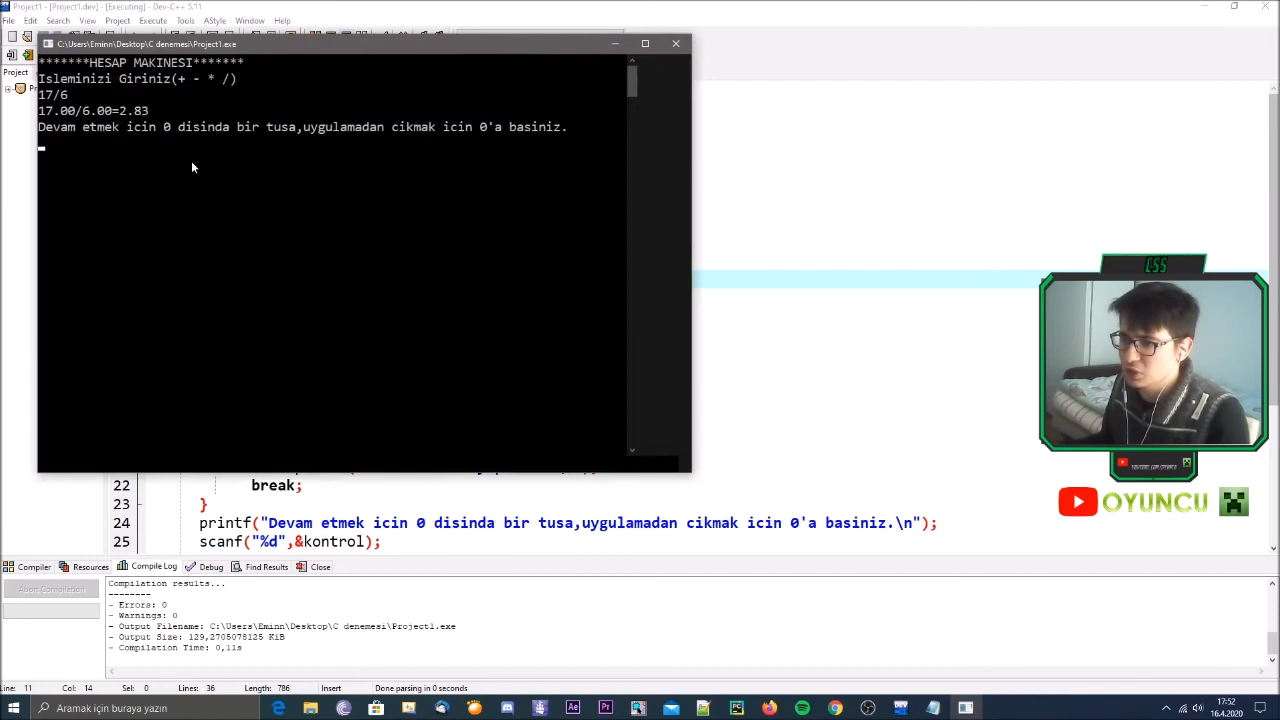 Project1 - [Project1.dev] - [Executing] - Dev-C++ 5.11
File Edit Search View Project Execute Tools AStyle Window Help
C:\Users\Eminn\Desktop\C denemesi\Project1.exe
*******HESAP MAKINESI*******
Isleminizi Giriniz(+ - * /)
17/6
17.00/6.00=2.83
Devam etmek icin 0 disinda bir tusa,uygulamadan cikmak icin 0'a basiniz.
Project
CSS
OYUNCU
22 break;
23 }
24 printf("Devam etmek icin 0 disinda bir tusa,uygulamadan cikmak icin 0'a basiniz.\n");
25 scanf("%d",&kontrol);
Compiler Resources Compile Log Debug Find Results Close
Abort Compilation
Compilation results...
--------
- Errors: 0
- Warnings: 0
- Output Filename: C:\Users\Eminn\Desktop\C denemesi\Project1.exe
- Output Size: 129,2705078125 KiB
- Compilation Time: 0,11s
Line: 11 Col: 14 Sel: 0 Lines: 36 Length: 786 Insert Done parsing in 0 seconds
Aramak için buraya yazın
Ae Pr
17:52
16.4.2020